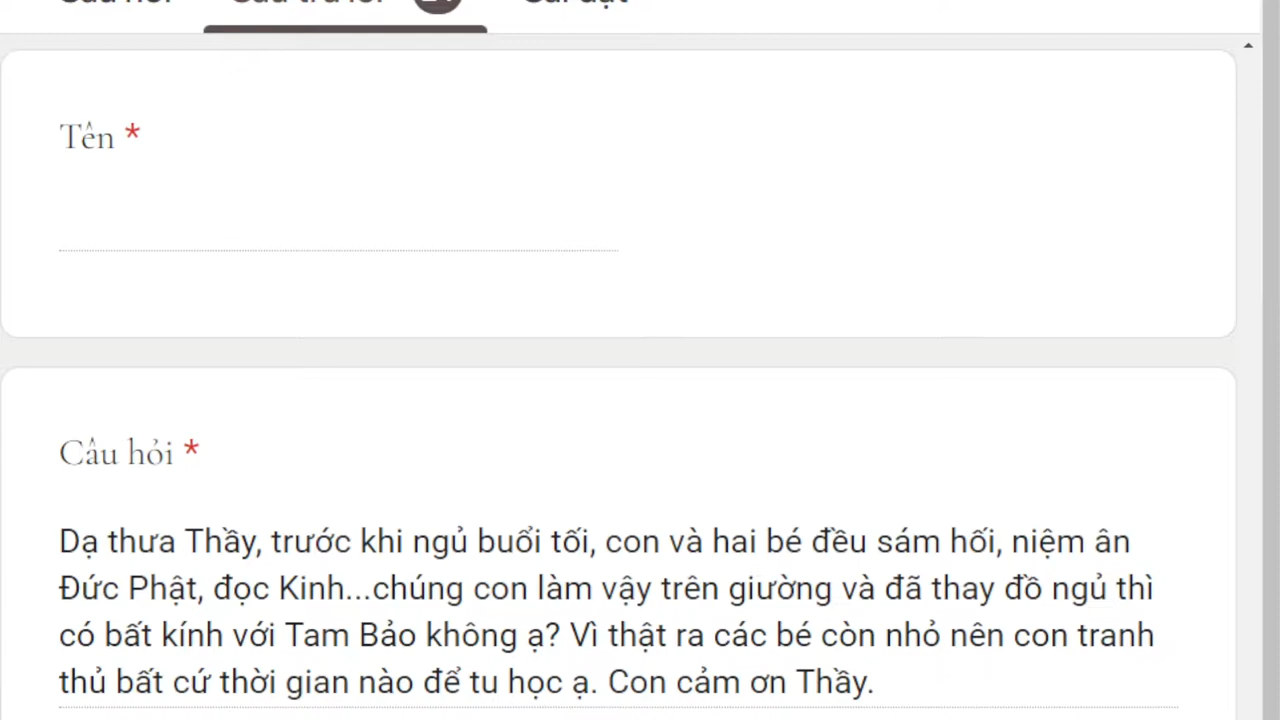 Tên *
Câu hỏi *
Dạ thưa Thầy, trước khi ngủ buổi tối, con và hai bé đều sám hối, niệm ân
Đức Phật, đọc Kinh...chúng con làm vậy trên giường và đã thay đồ ngủ thì
có bất kính với Tam Bảo không ạ? Vì thật ra các bé còn nhỏ nên con tranh
thủ bất cứ thời gian nào để tu học ạ. Con cảm ơn Thầy.